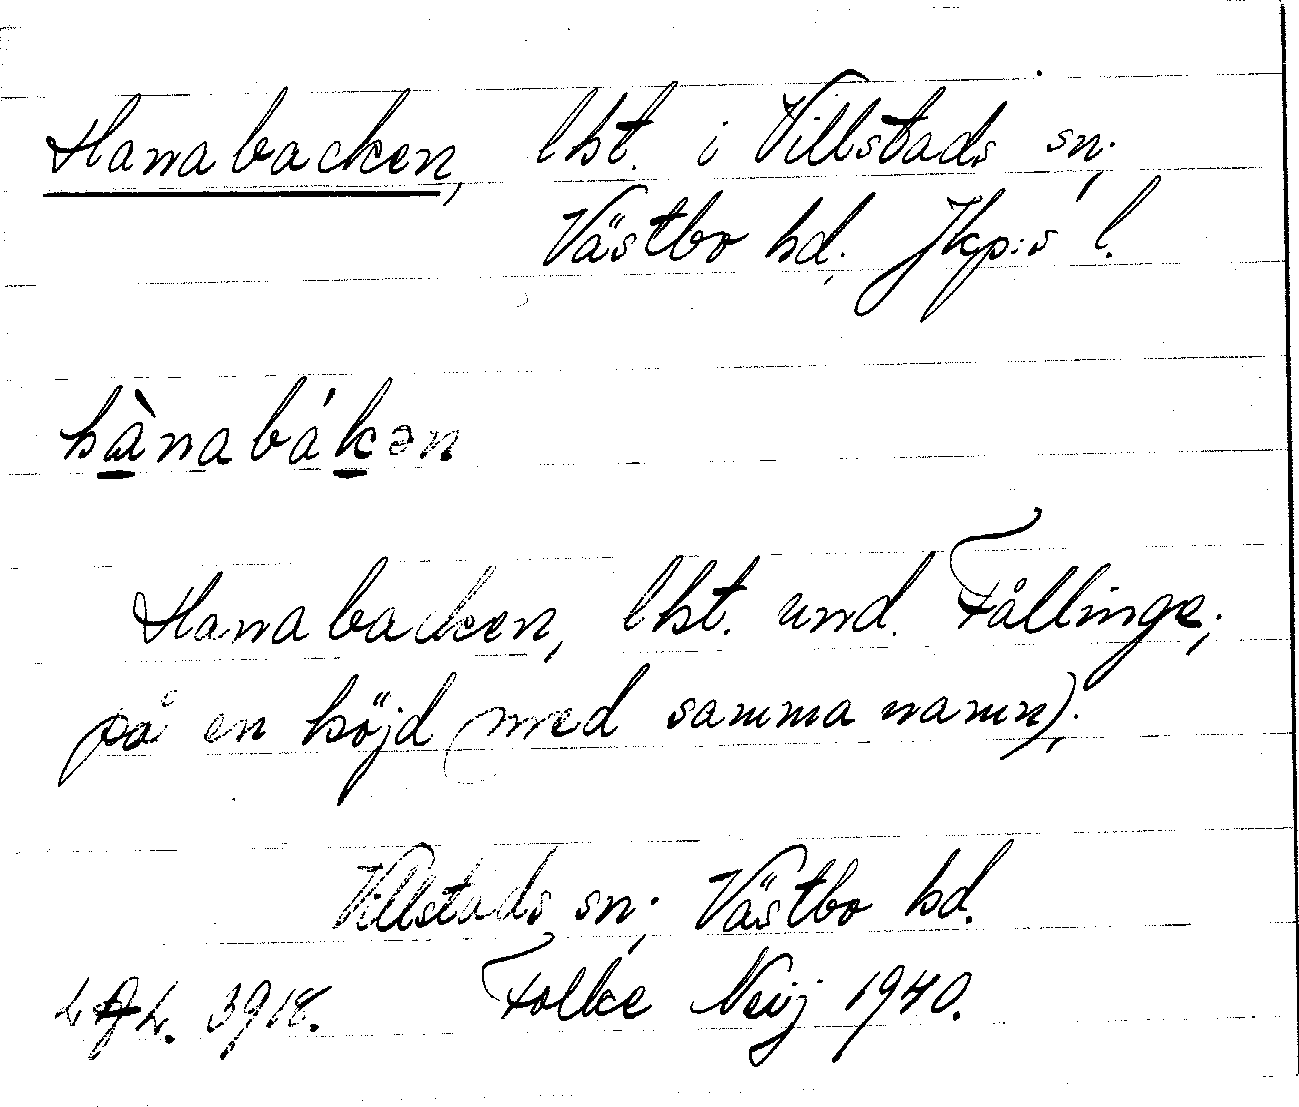 Hanabacken, lht. i Villstads sn;
Västbo hd. Jkp:s l.
hànabákən
Hanabacken, lht. und. Fållinge;
på en höjd (med samma namn);
Villstads sn; Västbo hd.
Folke Neij 1940.